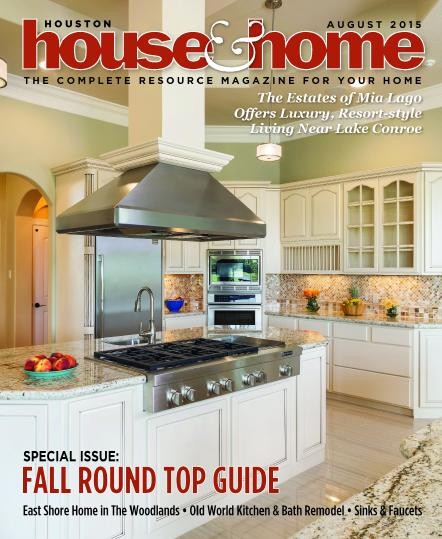 HOUSTON
AUGUST 2015
house&home
THE COMPLETE RESOURCE MAGAZINE FOR YOUR HOME
The Estates of Mia Lago
Offers Luxury, Resort-style
Living Near Lake Conroe
SPECIAL ISSUE:
FALL ROUND TOP GUIDE
East Shore Home in The Woodlands • Old World Kitchen & Bath Remodel • Sinks & Faucets